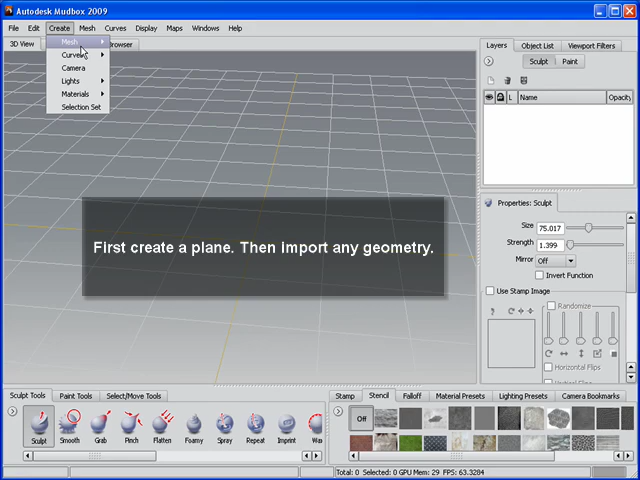 Autodesk Mudbox 2009
File Edit Create Mesh Curves Display Maps Windows Help
3D View
rowser
Mesh
Curves
Camera
Lights
Materials
Selection Set
First create a plane. Then import any geometry.
Layers Object List Viewport Filters
Sculpt Paint
L Name Opacity
Properties: Sculpt
Size 75.017
Strength 1.399
Mirror Off
Invert Function
Use Stamp Image
Randomize
Horizontal Flips
Vertical Flips
Sculpt Tools Paint Tools Select/Move Tools
Sculpt Smooth Grab Pinch Flatten Foamy Spray Repeat Imprint Wax
Stamp Stencil Falloff Material Presets Lighting Presets Camera Bookmarks
Off
Total: 0 Selected: 0 GPU Mem: 29 FPS: 63.3284